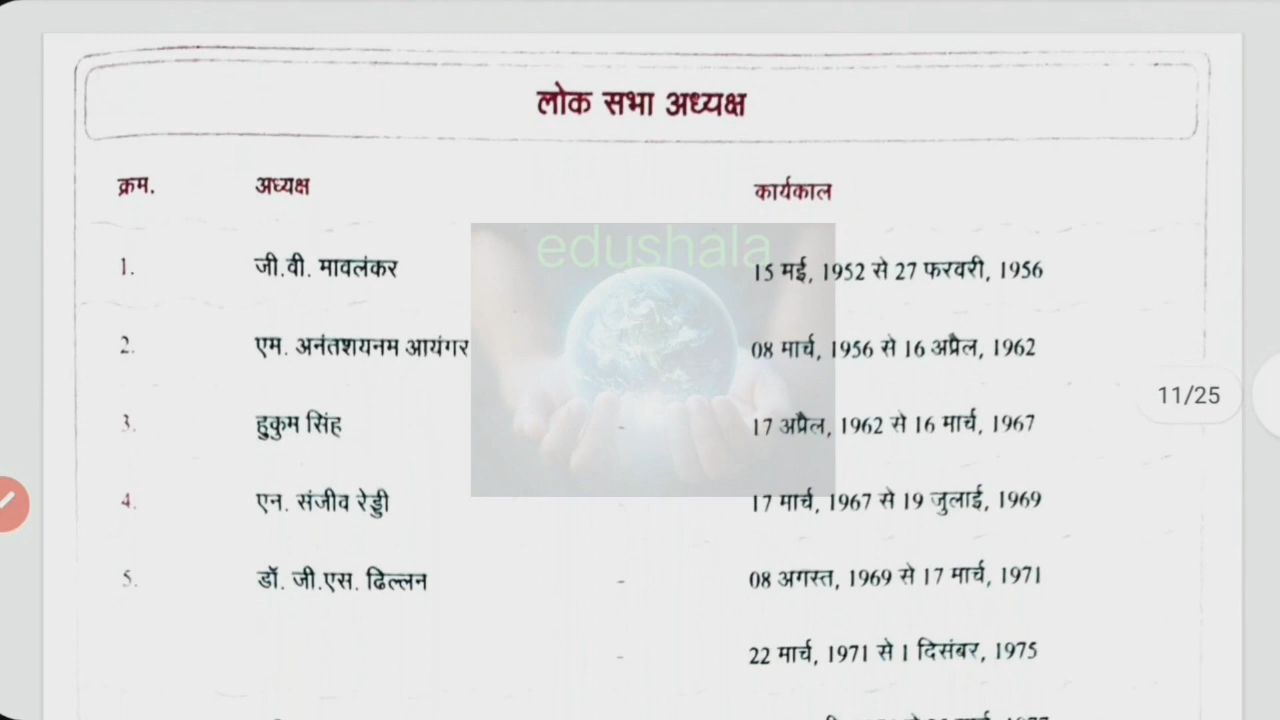 लोक सभा अध्यक्ष
क्रम. अध्यक्ष कार्यकाल
edushala
1. जी.वी. मावलंकर 15 मई, 1952 से 27 फरवरी, 1956
2. एम. अनंतशयनम आयंगर 08 मार्च, 1956 से 16 अप्रैल, 1962
3. हुकुम सिंह - 17 अप्रैल, 1962 से 16 मार्च, 1967
11/25
4. एन. संजीव रेड्डी - 17 मार्च, 1967 से 19 जुलाई, 1969
5. डॉ. जी.एस. ढिल्लन - 08 अगस्त, 1969 से 17 मार्च, 1971
- 22 मार्च, 1971 से 1 दिसंबर, 1975